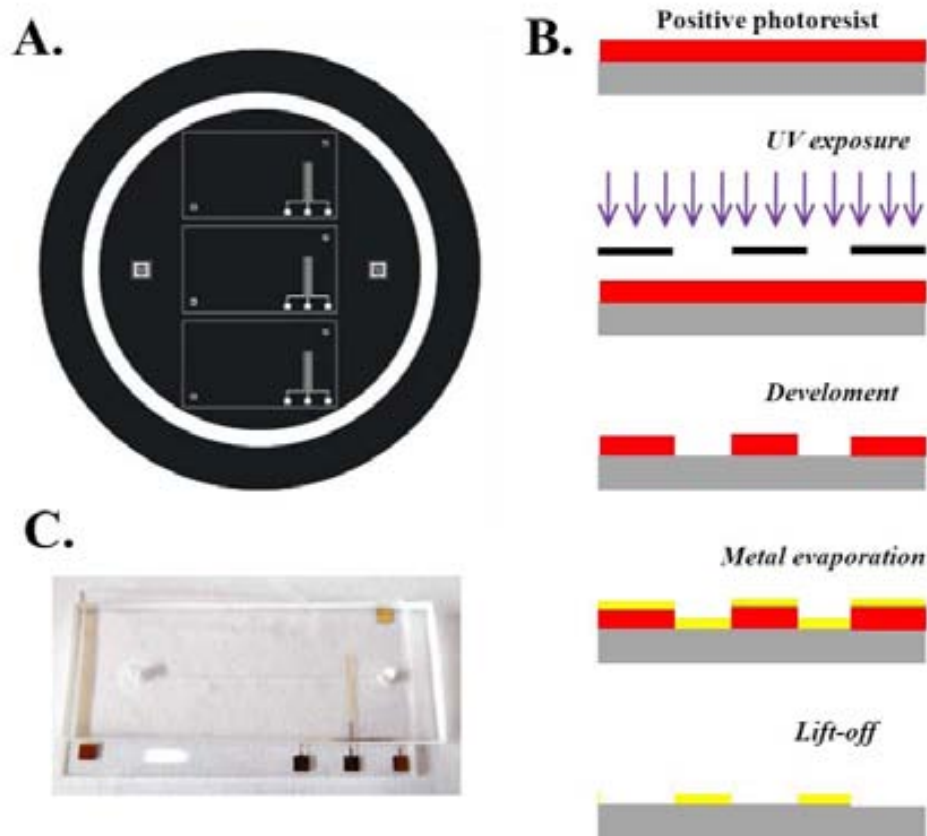 A.
B.
Positive photoresist
UV exposure
Develoment
Metal evaporation
Lift-off
C.